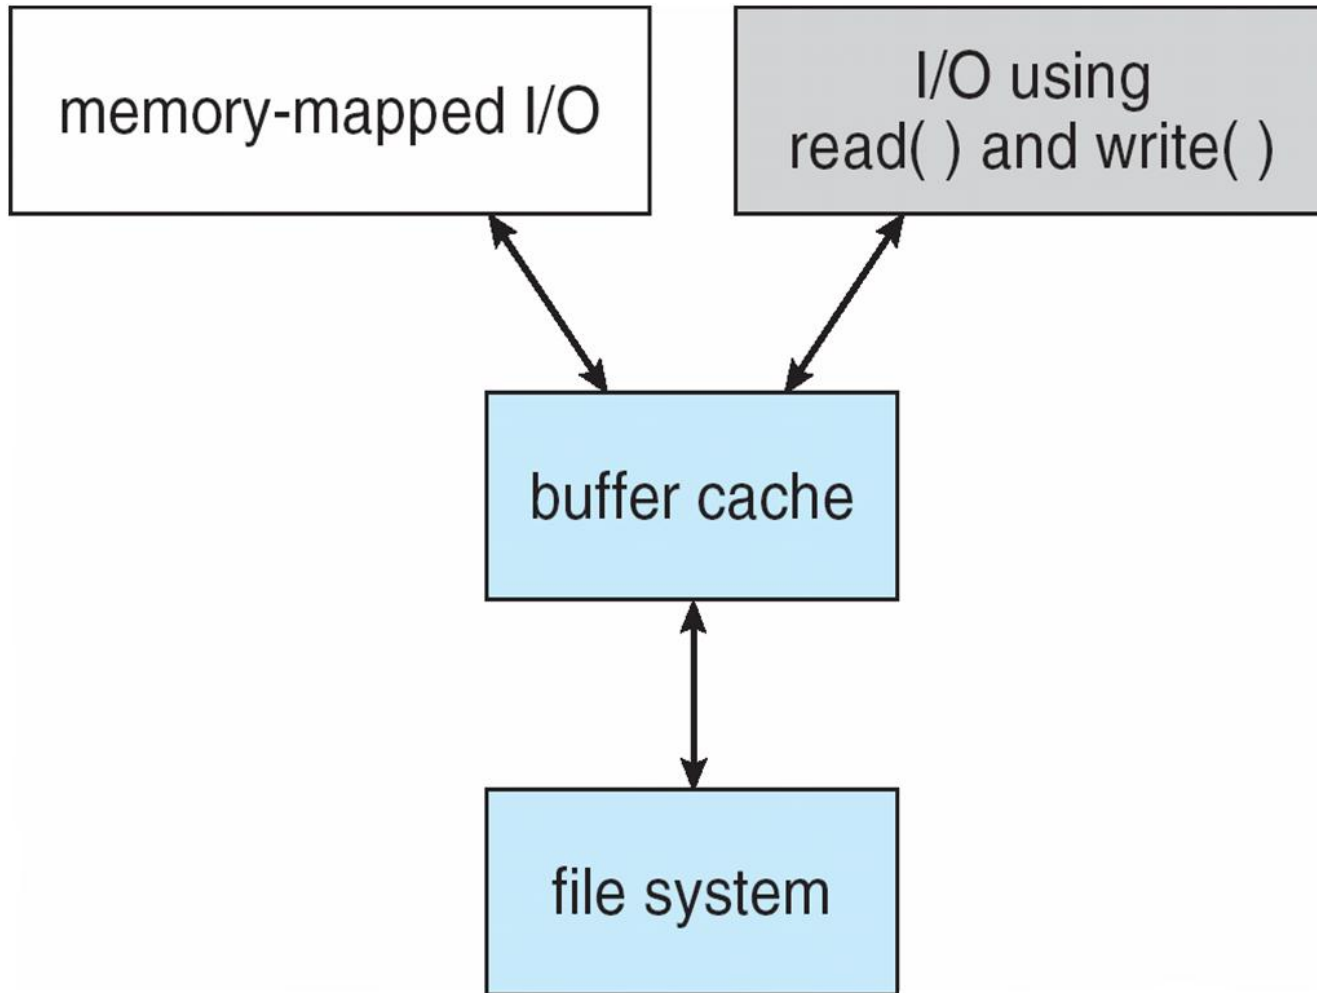 memory-mapped I/O
I/O using
read( ) and write( )
buffer cache
file system